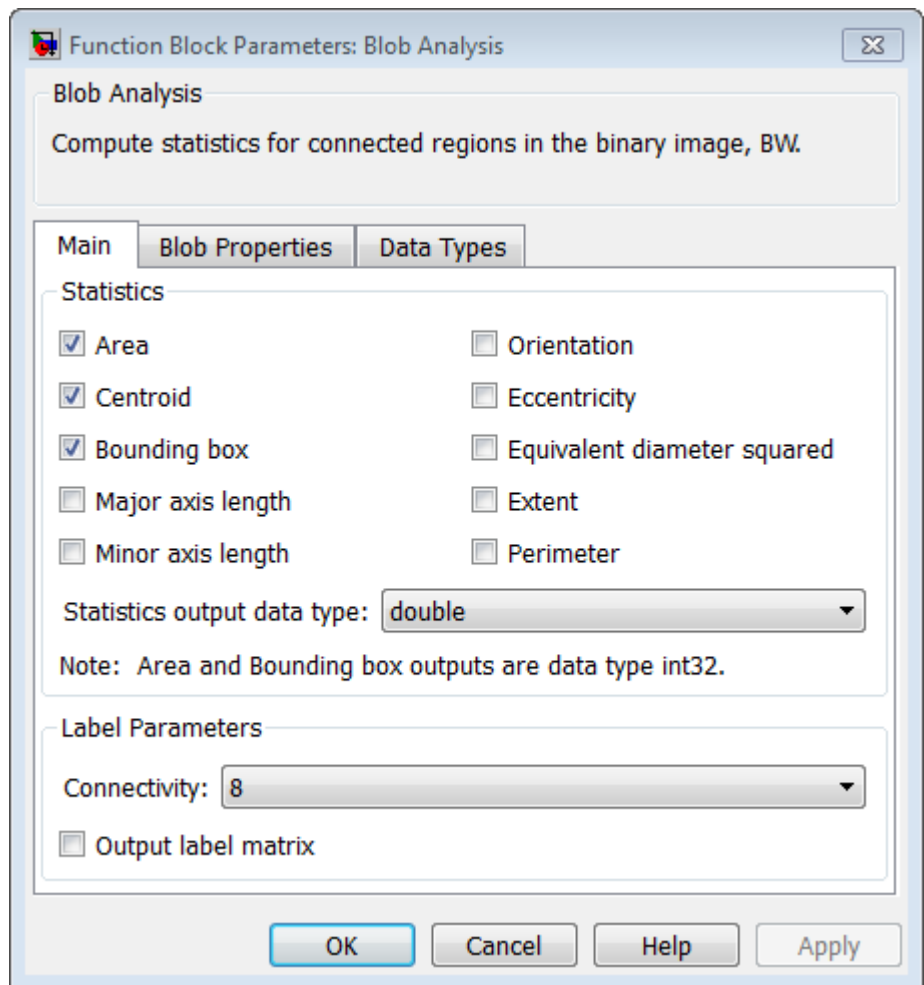 Function Block Parameters: Blob Analysis
Blob Analysis
Compute statistics for connected regions in the binary image, BW.
Main Blob Properties Data Types
Statistics
Area Orientation
Centroid Eccentricity
Bounding box Equivalent diameter squared
Major axis length Extent
Minor axis length Perimeter
Statistics output data type: double
Note: Area and Bounding box outputs are data type int32.
Label Parameters
Connectivity: 8
Output label matrix
OK Cancel Help Apply